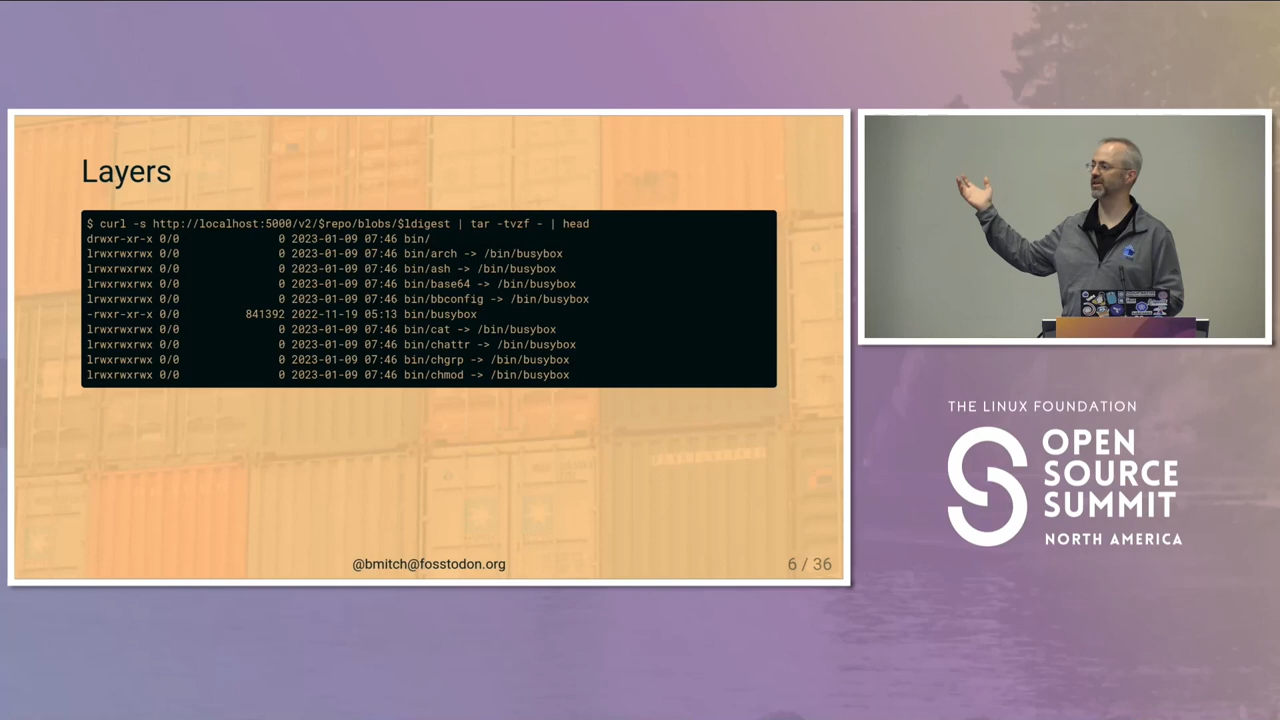 Layers
$ curl -s http://localhost:5000/v2/$repo/blobs/$ldigest | tar -tvzf - | head
drwxr-xr-x 0/0               0 2023-01-09 07:46 bin/
lrwxrwxrwx 0/0               0 2023-01-09 07:46 bin/arch -> /bin/busybox
lrwxrwxrwx 0/0               0 2023-01-09 07:46 bin/ash -> /bin/busybox
lrwxrwxrwx 0/0               0 2023-01-09 07:46 bin/base64 -> /bin/busybox
lrwxrwxrwx 0/0               0 2023-01-09 07:46 bin/bbconfig -> /bin/busybox
-rwxr-xr-x 0/0          841392 2022-11-19 05:13 bin/busybox
lrwxrwxrwx 0/0               0 2023-01-09 07:46 bin/cat -> /bin/busybox
lrwxrwxrwx 0/0               0 2023-01-09 07:46 bin/chattr -> /bin/busybox
lrwxrwxrwx 0/0               0 2023-01-09 07:46 bin/chgrp -> /bin/busybox
lrwxrwxrwx 0/0               0 2023-01-09 07:46 bin/chmod -> /bin/busybox
@bmitch@fosstodon.org
6 / 36
THE LINUX FOUNDATION
OPEN
SOURCE
SUMMIT
NORTH AMERICA